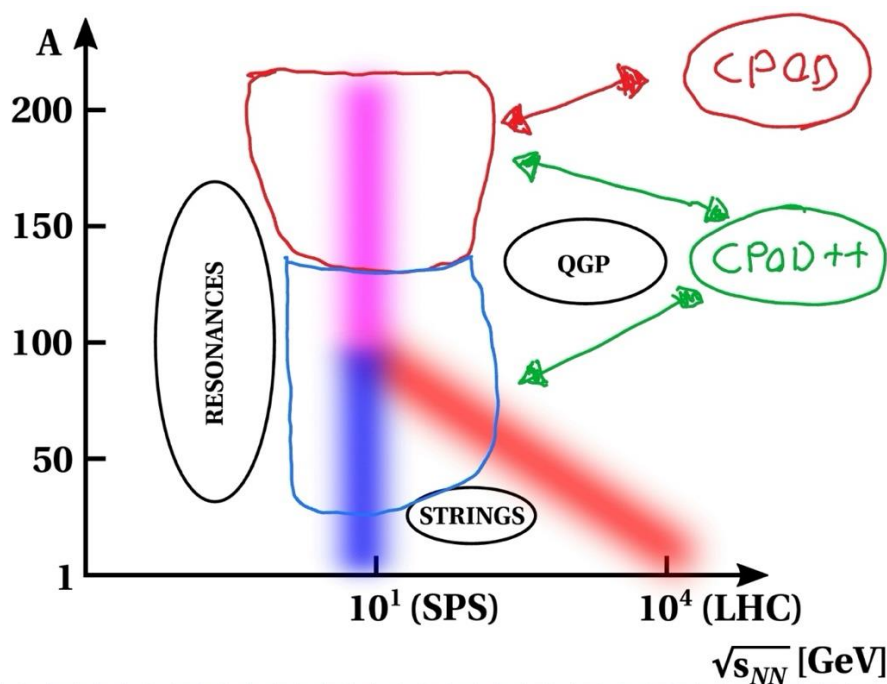 A
200
150
100
50
1
CPOD
CPOD++
RESONANCES
QGP
STRINGS
10¹ (SPS)
10⁴ (LHC)
√s_NN [GeV]